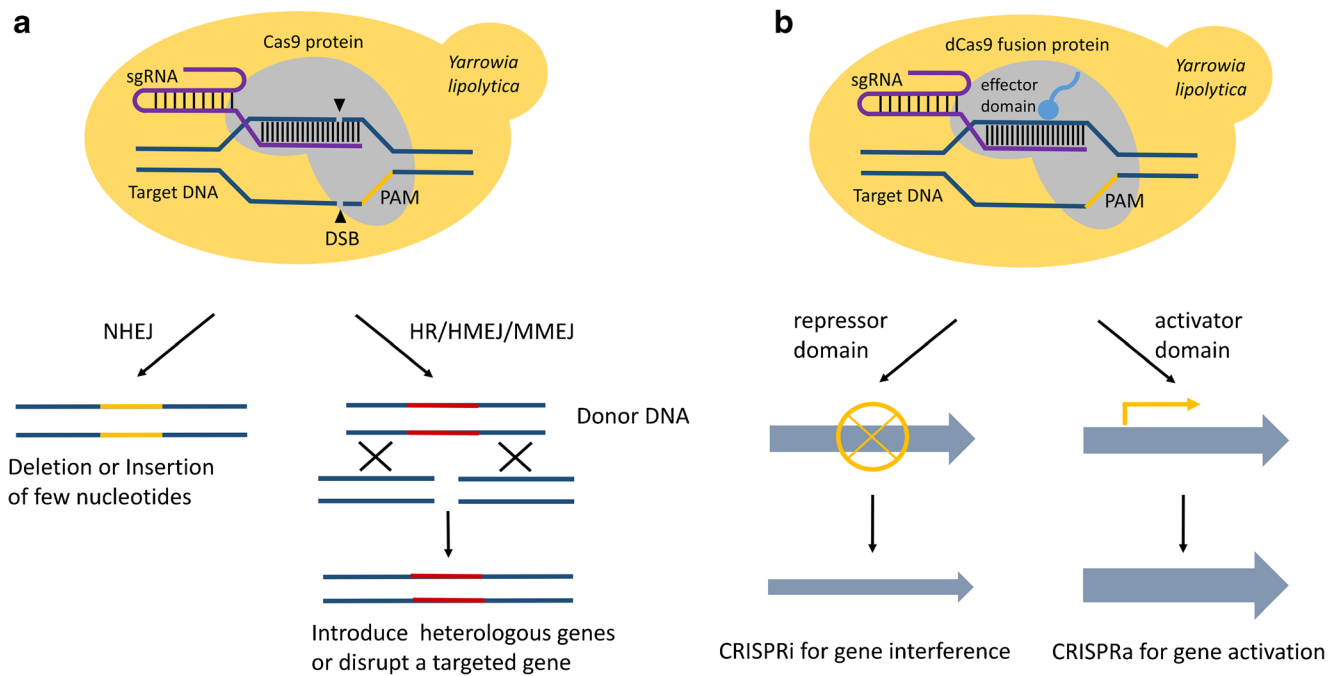 a
Cas9 protein
sgRNA
Yarrowia
lipolytica
Target DNA
PAM
DSB
NHEJ
HR/HMEJ/MMEJ
Donor DNA
Deletion or Insertion
of few nucleotides
Introduce heterologous genes
or disrupt a targeted gene
b
dCas9 fusion protein
sgRNA
effector
domain
Yarrowia
lipolytica
Target DNA
PAM
repressor
domain
activator
domain
CRISPRi for gene interference
CRISPRa for gene activation